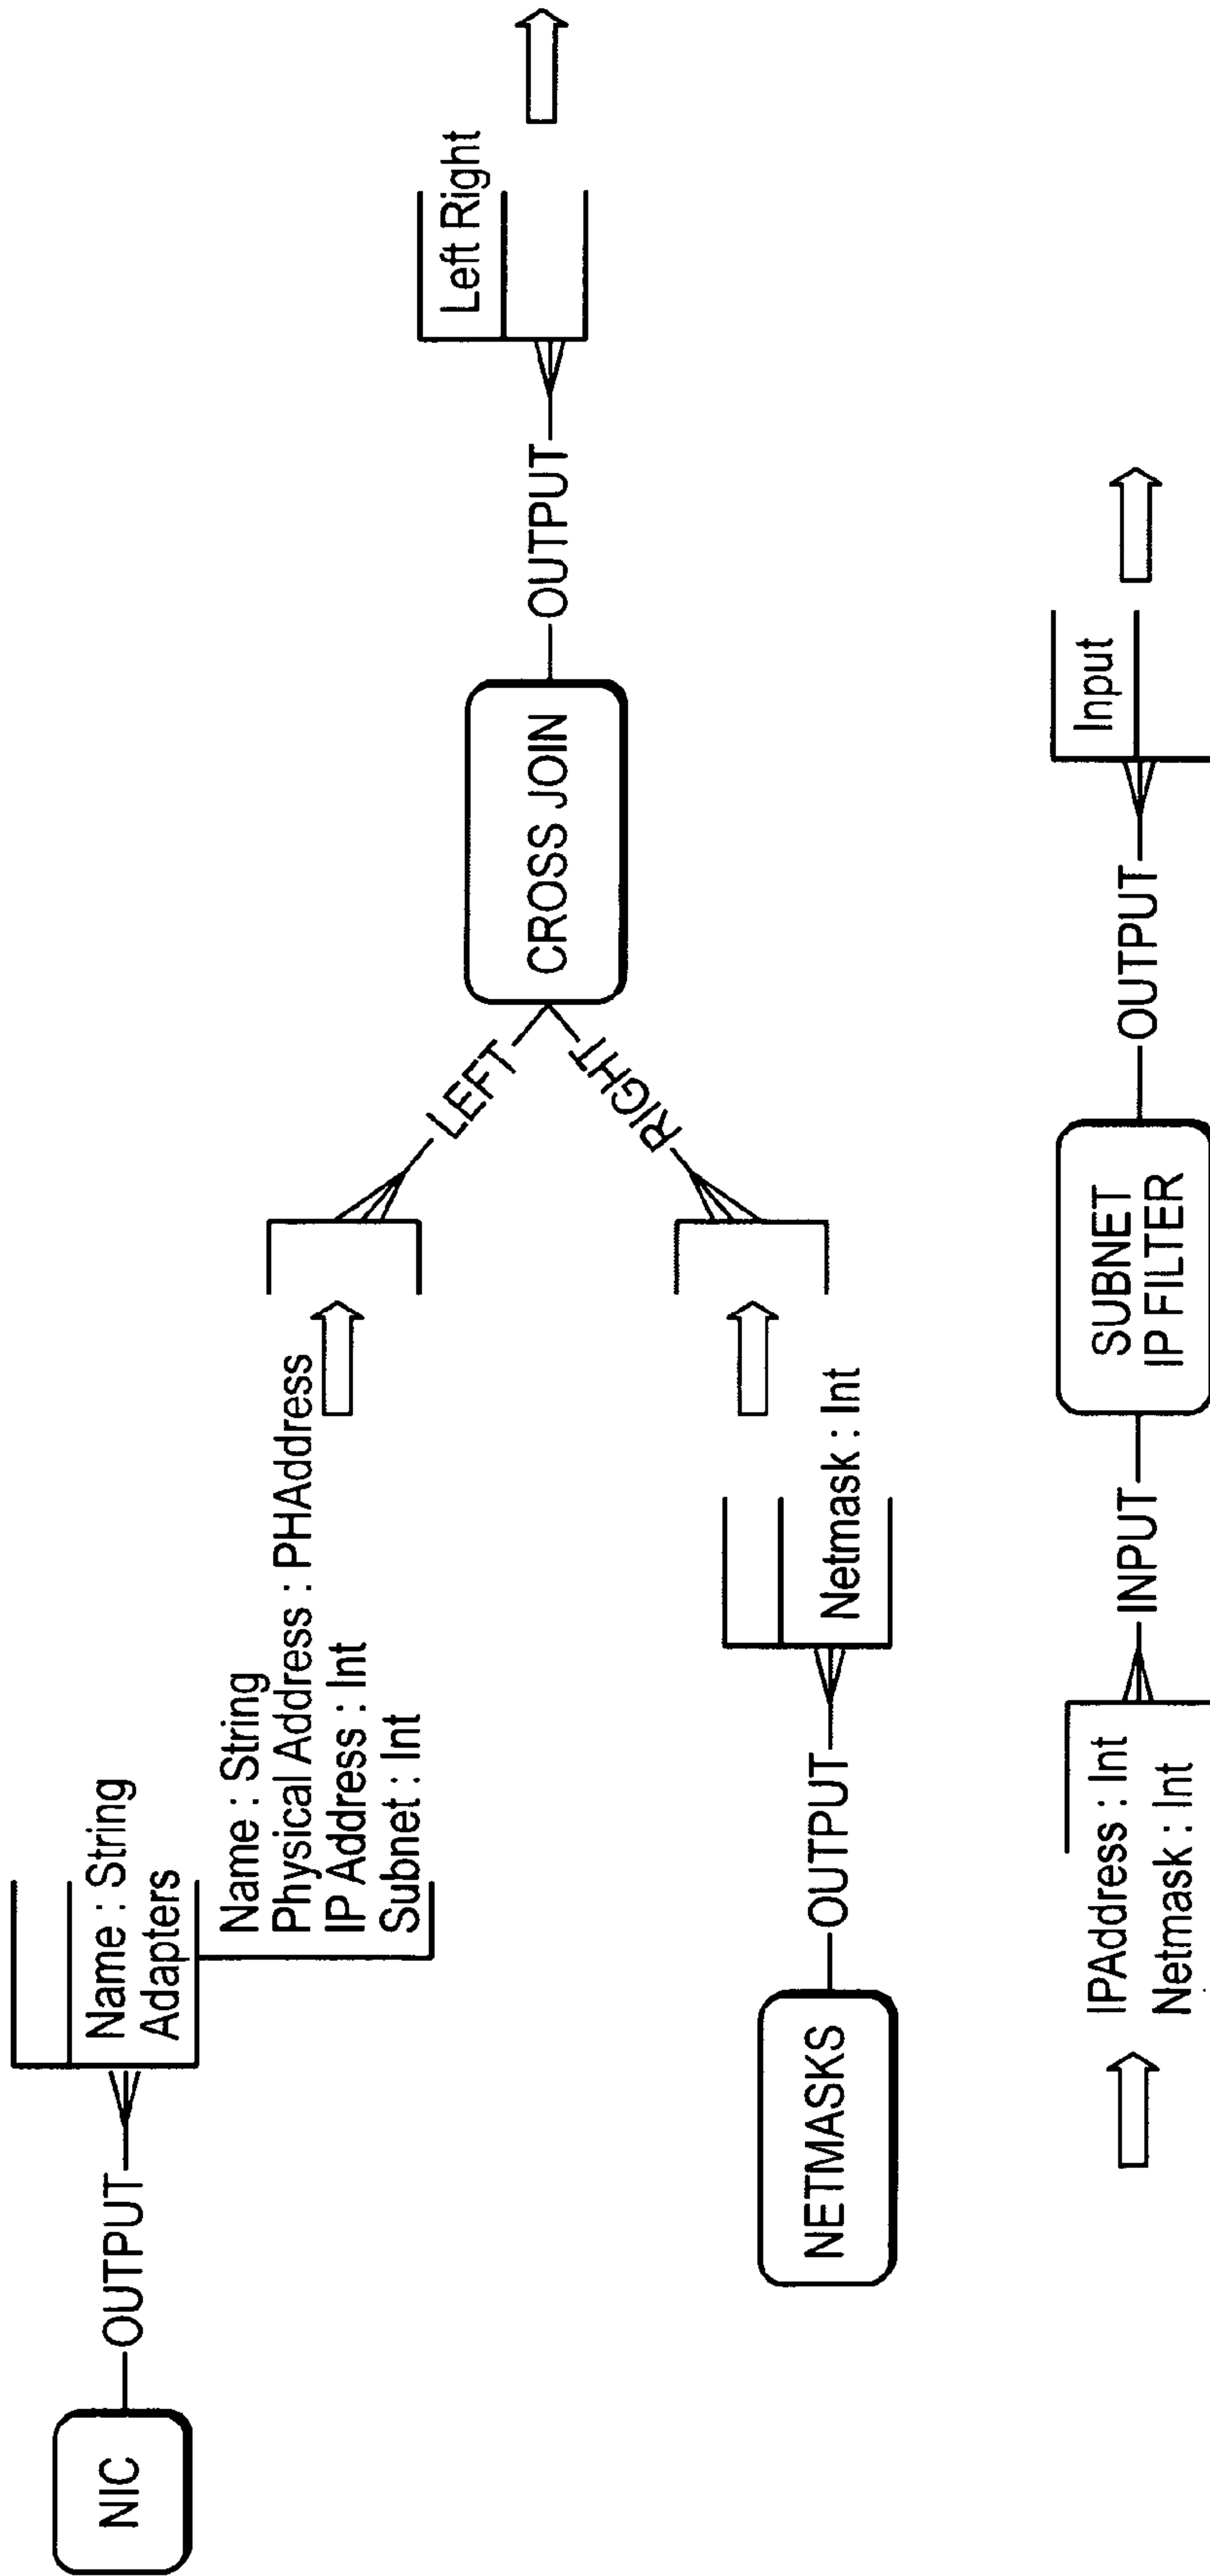 NIC
OUTPUT
Name : String
Adapters
Name : String
Physical Address : PHAddress
IP Address : Int
Subnet : Int
LEFT
RIGHT
CROSS JOIN
OUTPUT
Left Right
NETMASKS
OUTPUT
Netmask : Int
IPAddress : Int
Netmask : Int
INPUT
SUBNET
IP FILTER
OUTPUT
Input